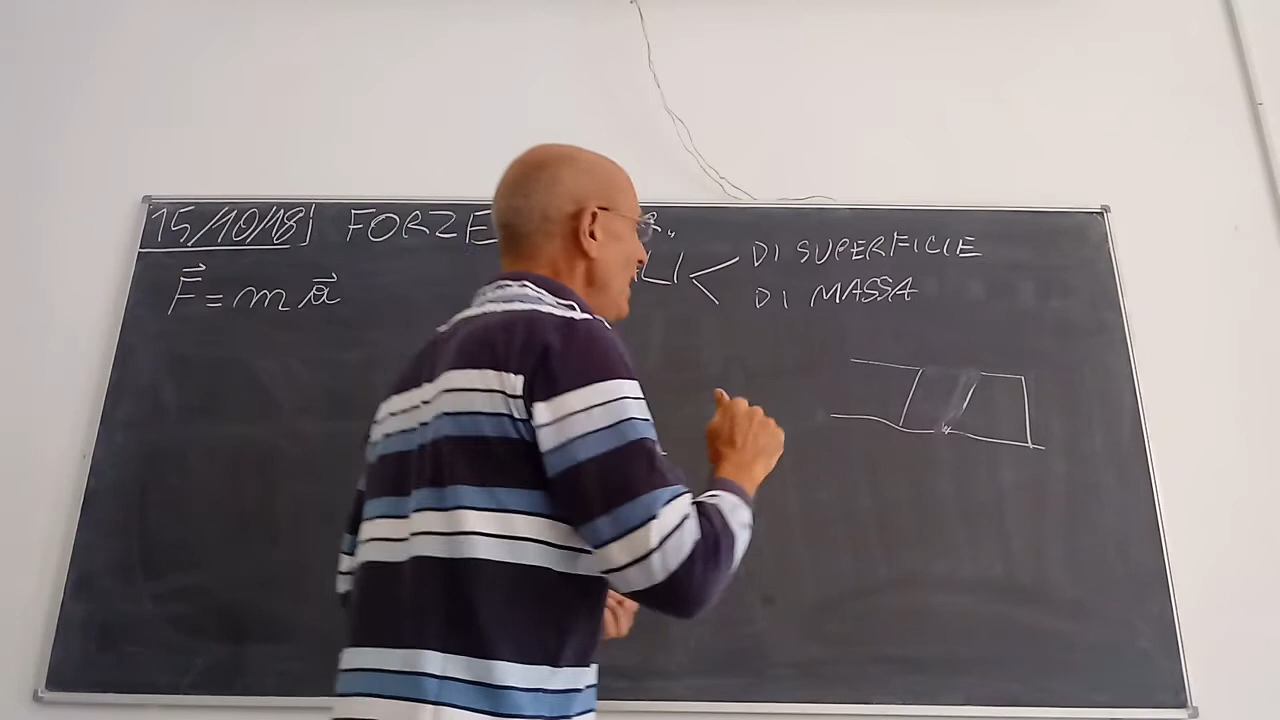 15/10/18 FORZE
F = m a
DI SUPERFICIE
DI MASSA